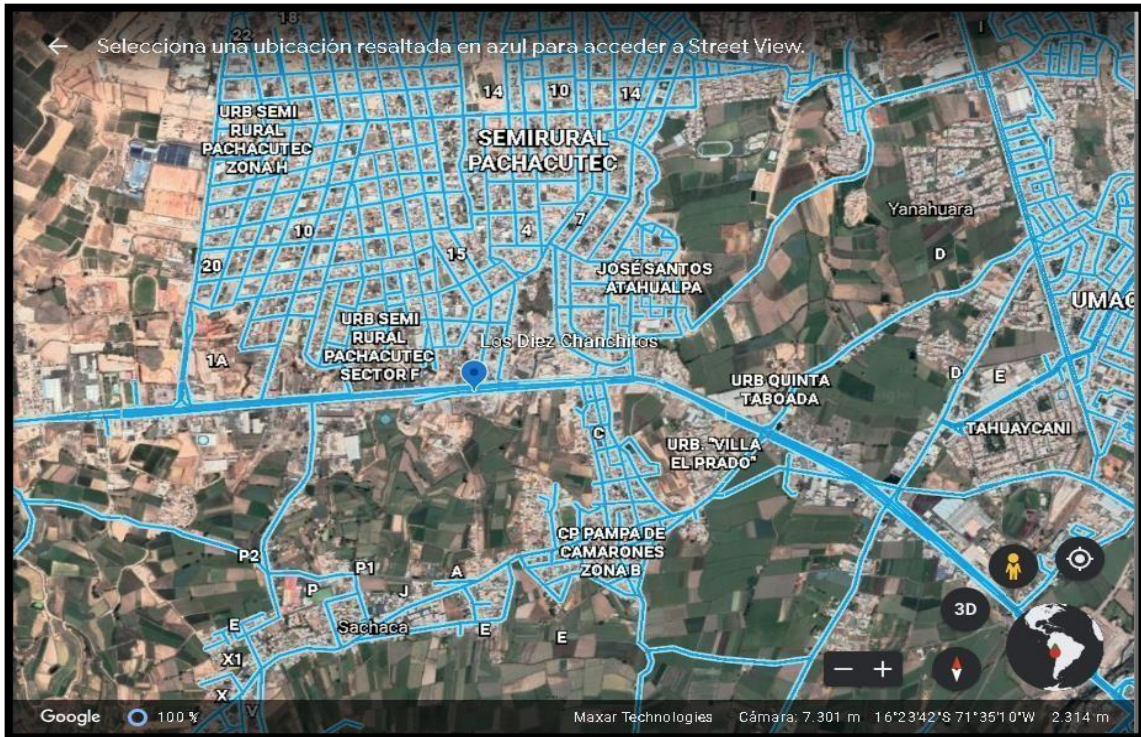 Selecciona una ubicación resaltada en azul para acceder a Street View.
18
22
I
14
10
14
URB SEMI
RURAL
PACHACUTEC
ZONA H
SEMIRURAL
PACHACUTEC
Yanahuara
7
4
10
15
20
D
JOSÉ SANTOS
ATAHUALPA
UMAC
URB SEMI
RURAL
PACHACUTEC
SECTOR F
Los Diez Chanchitos
1A
URB QUINTA
TABOADA
D
E
C
URB. "VILLA
EL PRADO"
TAHUAYCANI
CP PAMPA DE
CAMARONES
ZONA B
P2
P1
P
J
A
Sachaca
E
E
E
X1
X
Y
3D
Google
100 %
Maxar Technologies
Cámara: 7.301 m
16°23'42"S 71°35'10"W
2.314 m